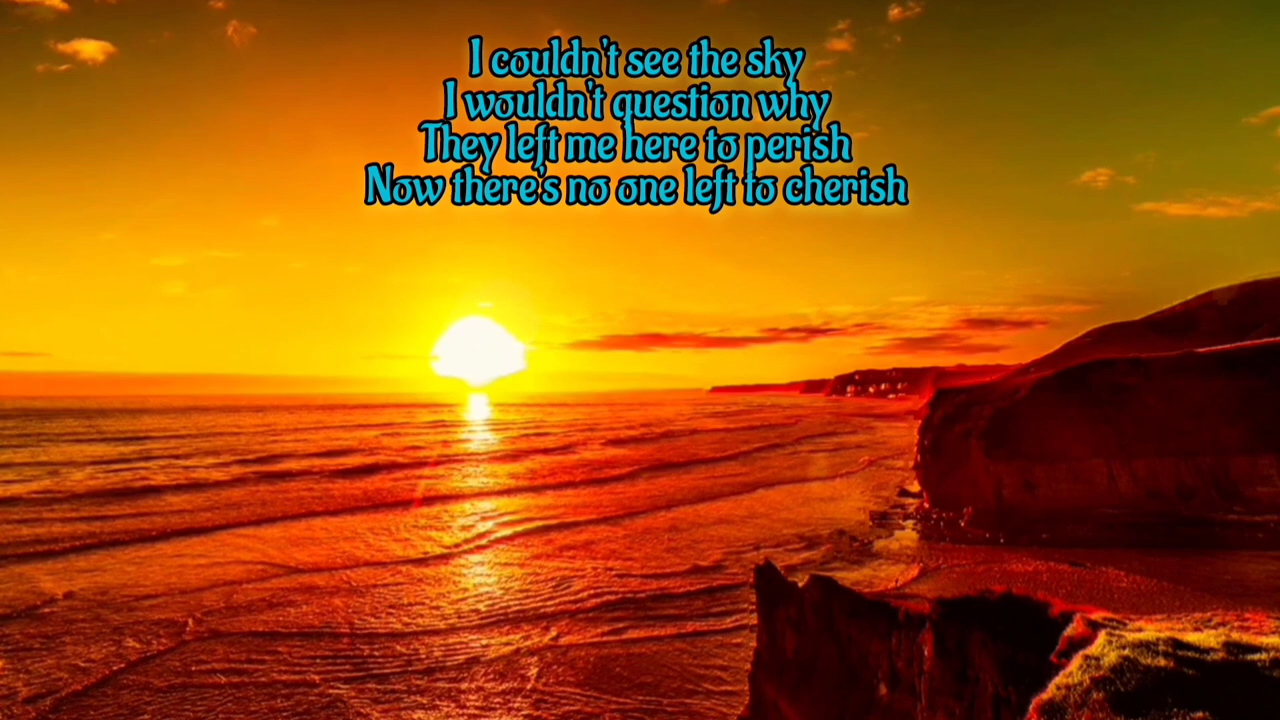 I couldn't see the sky
I wouldn't question why
They left me here to perish
Now there's no one left to cherish